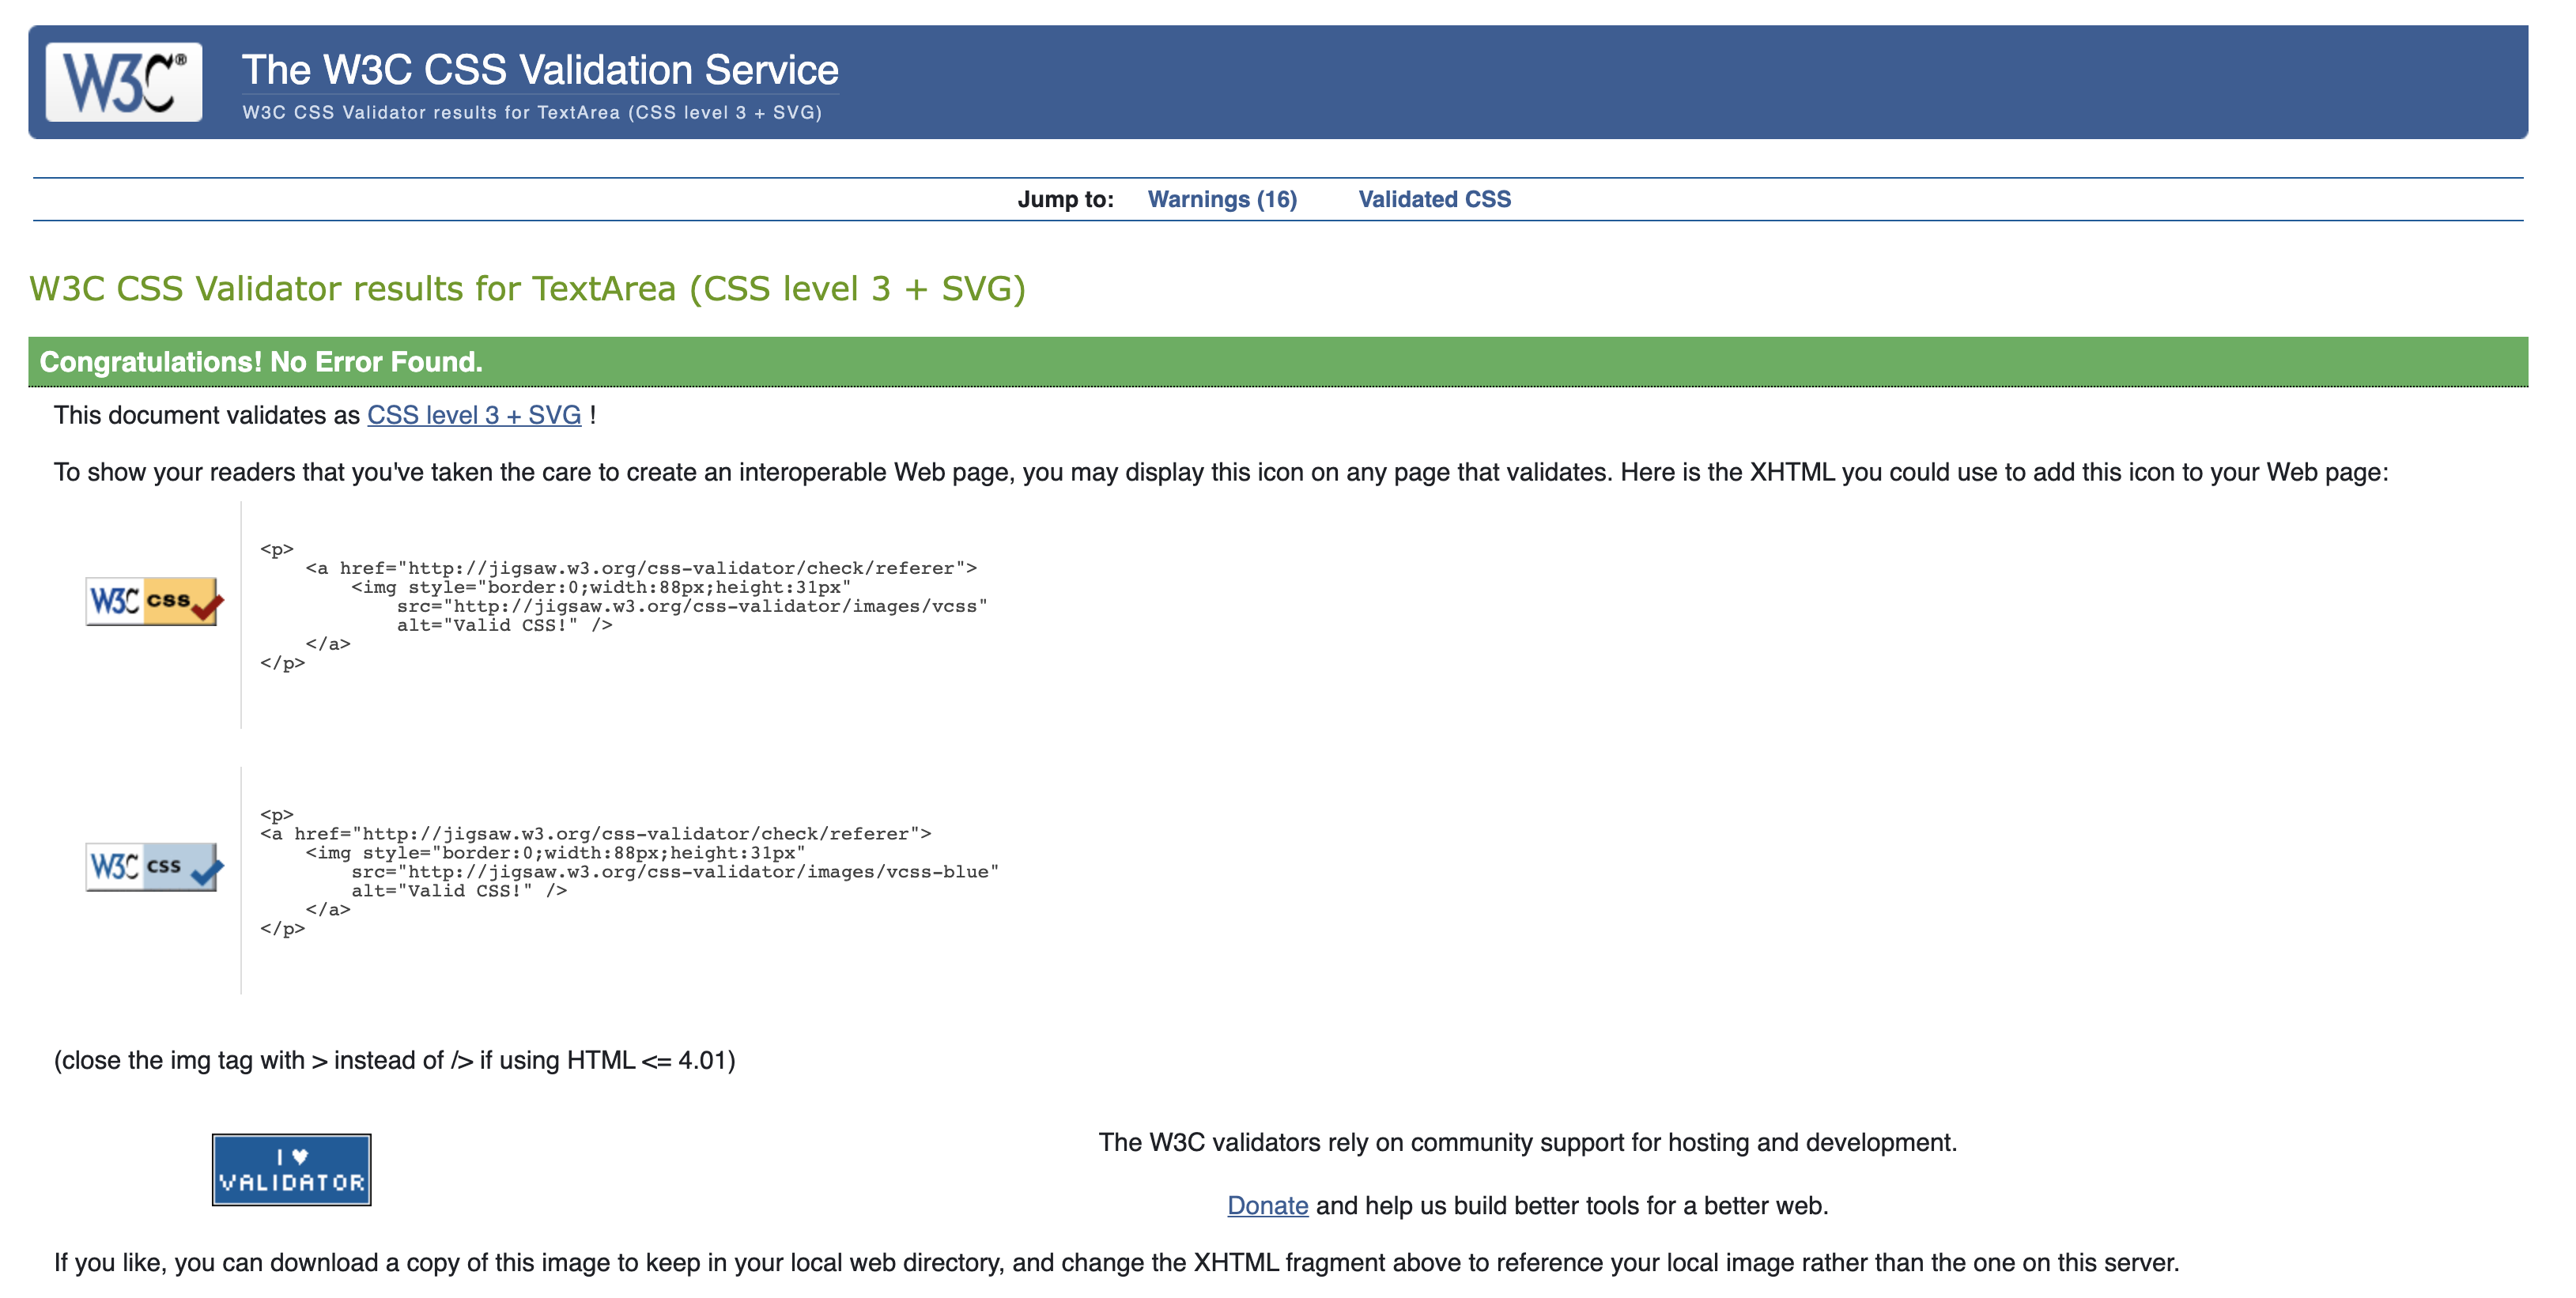 W3C®
The W3C CSS Validation Service
W3C CSS Validator results for TextArea (CSS level 3 + SVG)
Jump to: Warnings (16) Validated CSS
W3C CSS Validator results for TextArea (CSS level 3 + SVG)
Congratulations! No Error Found.
This document validates as CSS level 3 + SVG !
To show your readers that you've taken the care to create an interoperable Web page, you may display this icon on any page that validates. Here is the XHTML you could use to add this icon to your Web page:
W3C css
<p>
<a href="http://jigsaw.w3.org/css-validator/check/referer">
<img style="border:0;width:88px;height:31px"
src="http://jigsaw.w3.org/css-validator/images/vcss"
alt="Valid CSS!" />
</a>
</p>
W3C css
<p>
<a href="http://jigsaw.w3.org/css-validator/check/referer">
<img style="border:0;width:88px;height:31px"
src="http://jigsaw.w3.org/css-validator/images/vcss-blue"
alt="Valid CSS!" />
</a>
</p>
(close the img tag with > instead of /> if using HTML <= 4.01)
I ♥
VALIDATOR
The W3C validators rely on community support for hosting and development.
Donate and help us build better tools for a better web.
If you like, you can download a copy of this image to keep in your local web directory, and change the XHTML fragment above to reference your local image rather than the one on this server.